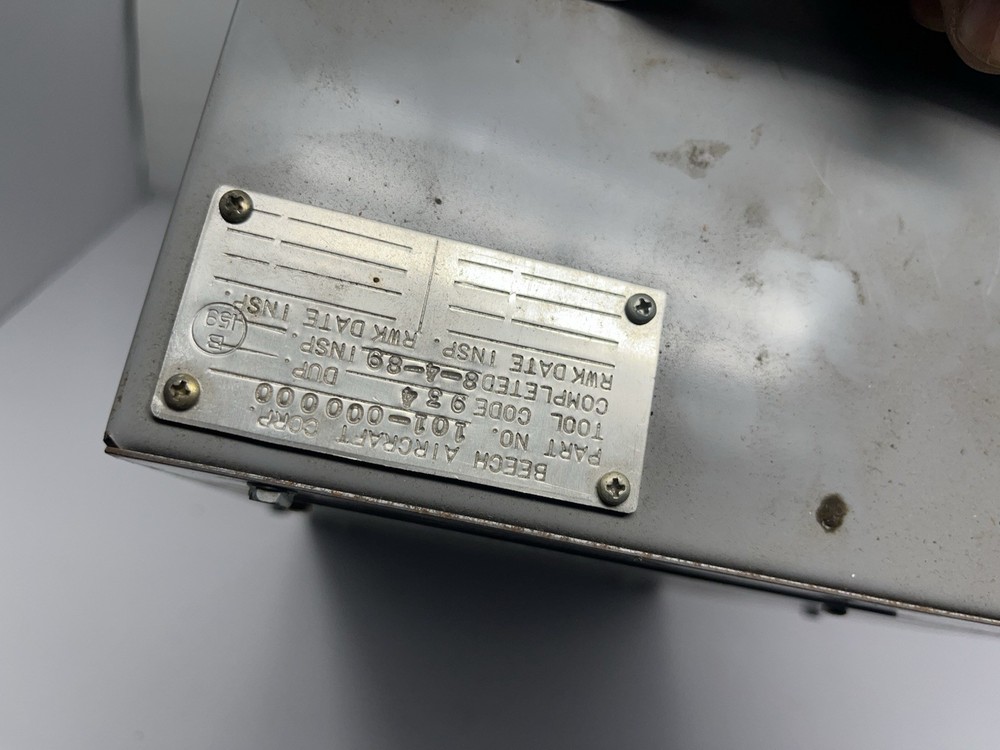 BEECH AIRCRAFT CORP.
PART NO. 101-000000
TOOL CODE 934 DUP.
COMPLETED 8-4-89 INSP.
RWK DATE INSP. RWK DATE INSP.
B
J59